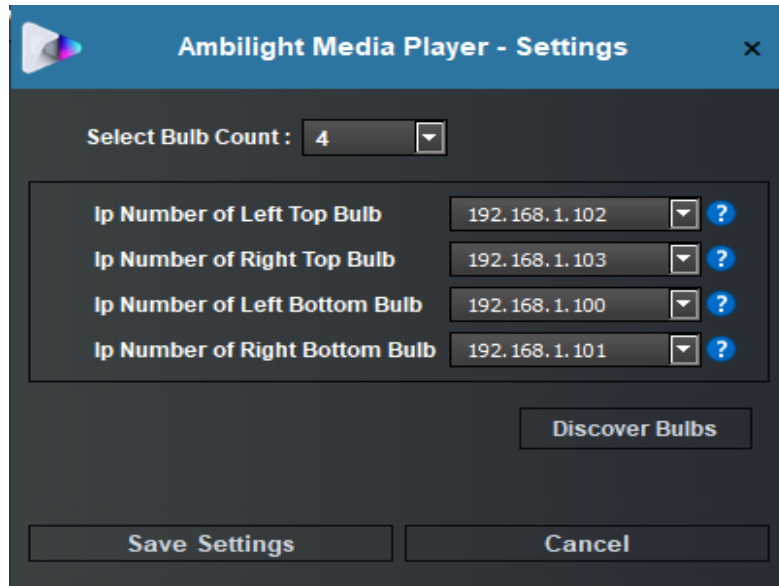 Ambilight Media Player - Settings ×
Select Bulb Count : 4
Ip Number of Left Top Bulb 192.168.1.102 ?
Ip Number of Right Top Bulb 192.168.1.103 ?
Ip Number of Left Bottom Bulb 192.168.1.100 ?
Ip Number of Right Bottom Bulb 192.168.1.101 ?
Discover Bulbs
Save Settings Cancel